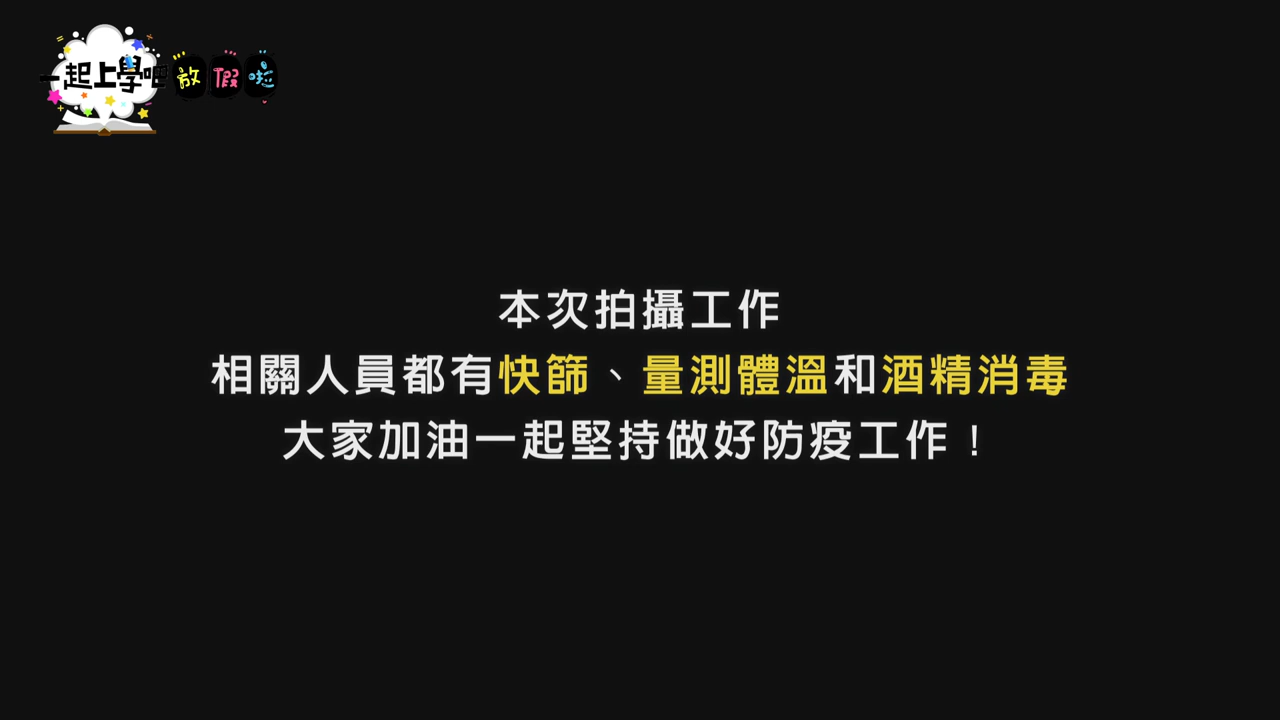 一起上學吧放假啦
本次拍攝工作
相關人員都有快篩、量測體溫和酒精消毒
大家加油一起堅持做好防疫工作！